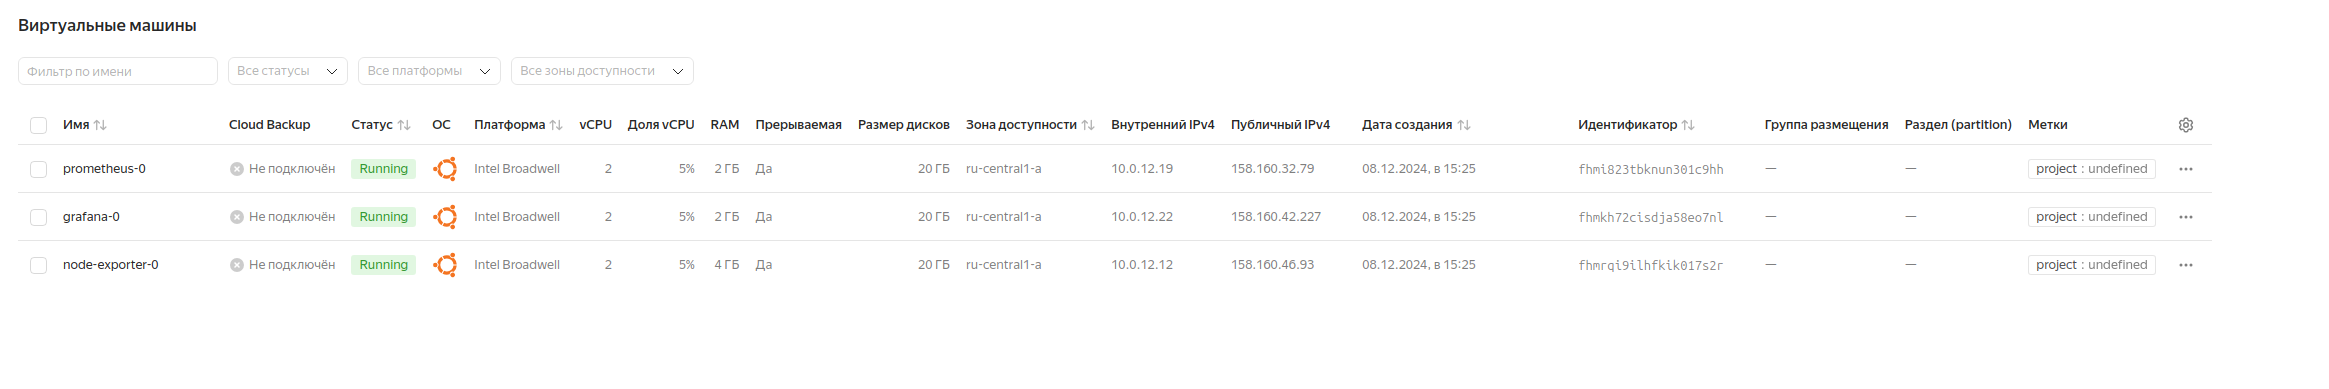 Виртуальные машины
Фильтр по имени Все статусы Все платформы Все зоны доступности
Имя Cloud Backup Статус ОС Платформа vCPU Доля vCPU RAM Прерываемая Размер дисков Зона доступности Внутренний IPv4 Публичный IPv4 Дата создания Идентификатор Группа размещения Раздел (partition) Метки
prometheus-0 Не подключён Running Intel Broadwell 2 5% 2 ГБ Да 20 ГБ ru-central1-a 10.0.12.19 158.160.32.79 08.12.2024, в 15:25 fhmi823tbknun301c9hh — — project : undefined
grafana-0 Не подключён Running Intel Broadwell 2 5% 2 ГБ Да 20 ГБ ru-central1-a 10.0.12.22 158.160.42.227 08.12.2024, в 15:25 fhmkh72cisdja58eo7nl — — project : undefined
node-exporter-0 Не подключён Running Intel Broadwell 2 5% 4 ГБ Да 20 ГБ ru-central1-a 10.0.12.12 158.160.46.93 08.12.2024, в 15:25 fhmrqi9ilhfkik017s2r — — project : undefined